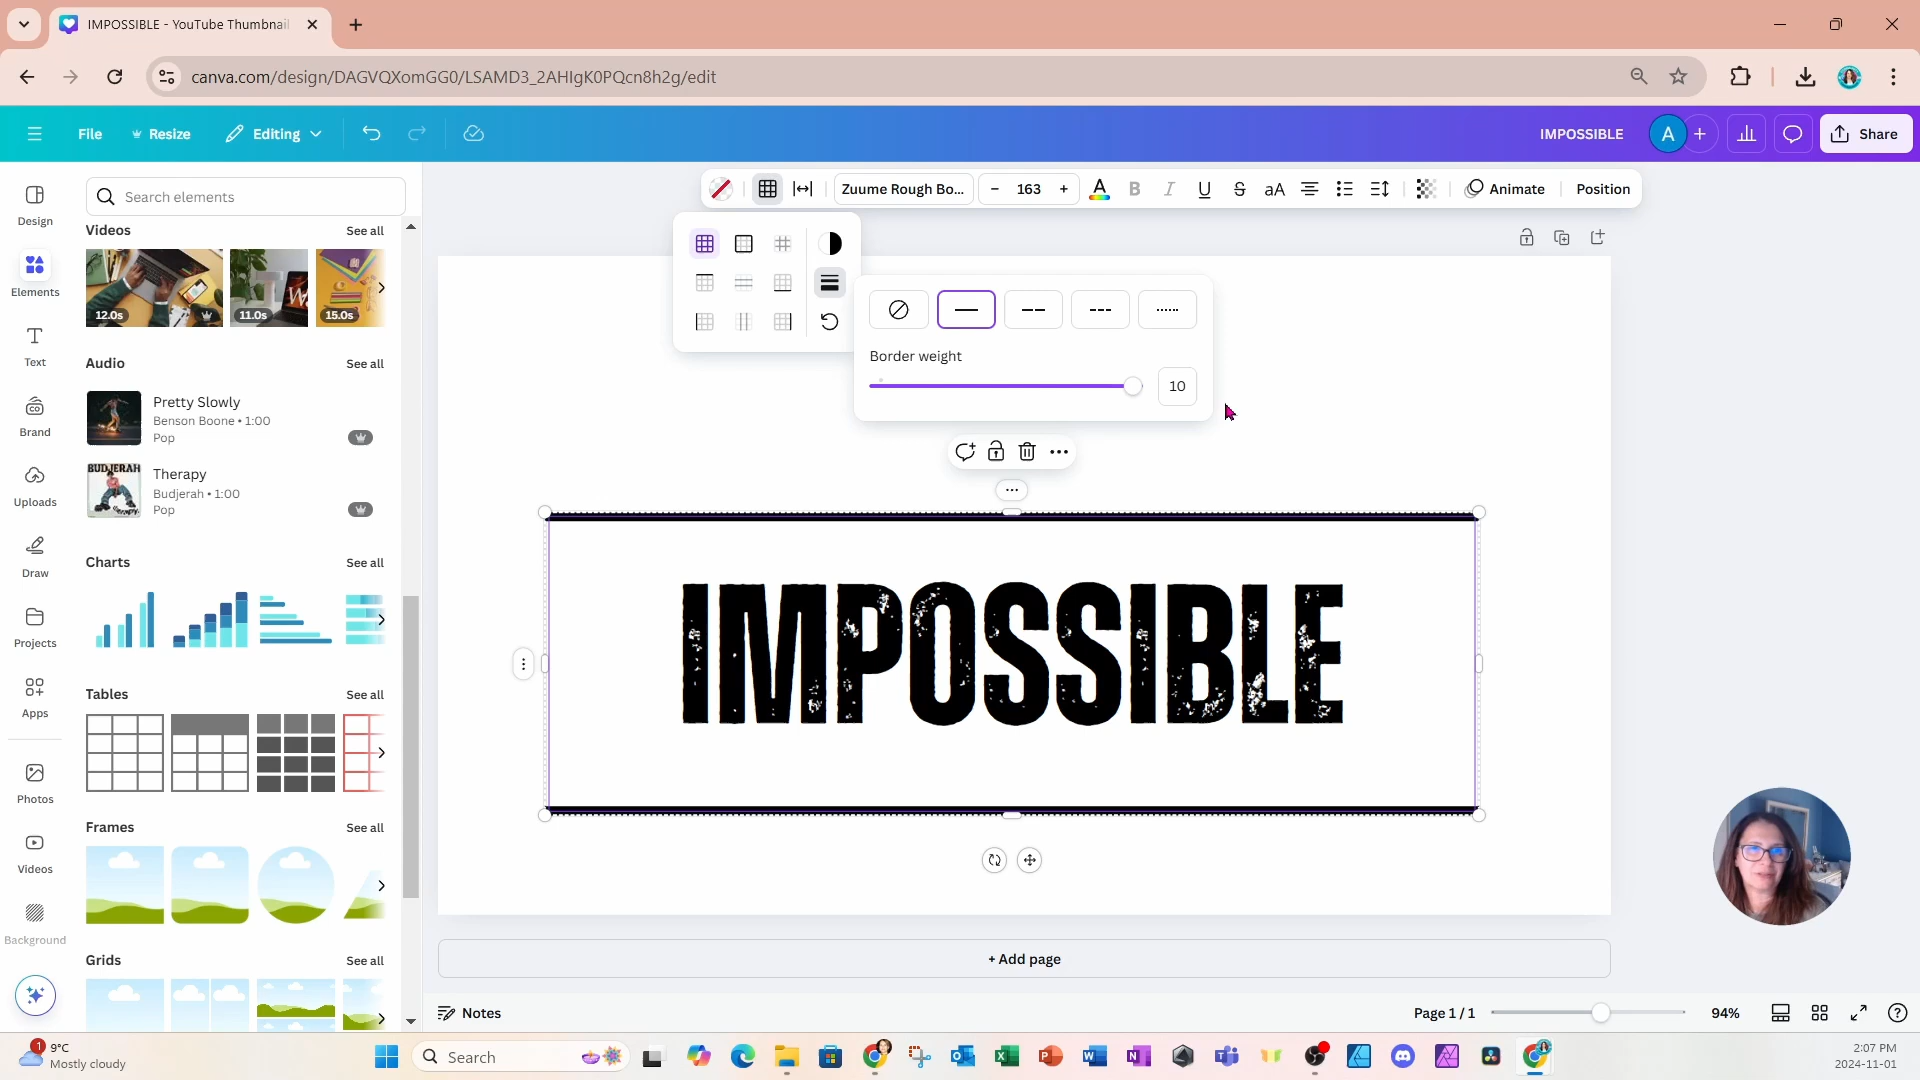 IMPOSSIBLE - YouTube Thumbnail
canva.com/design/DAGVQXomGG0/LSAMD3_2AHIgK0PQcn8h2g/edit
File
Resize
Editing
IMPOSSIBLE
A
Share
Search elements
Zuume Rough Bo...
163
A
B
I
U
S
aA
Animate
Position
Design
Elements
Text
Brand
Uploads
Draw
Projects
Apps
Photos
Videos
Background
Videos
See all
12.0s
11.0s
15.0s
Audio
See all
Pretty Slowly
Benson Boone • 1:00
Pop
BUDJERAH
Therapy
Budjerah • 1:00
Pop
Charts
See all
Tables
See all
Frames
See all
Grids
See all
Border weight
10
IMPOSSIBLE
+ Add page
Notes
Page 1 / 1
94%
1
9°C
Mostly cloudy
Search
2:07 PM
2024-11-01